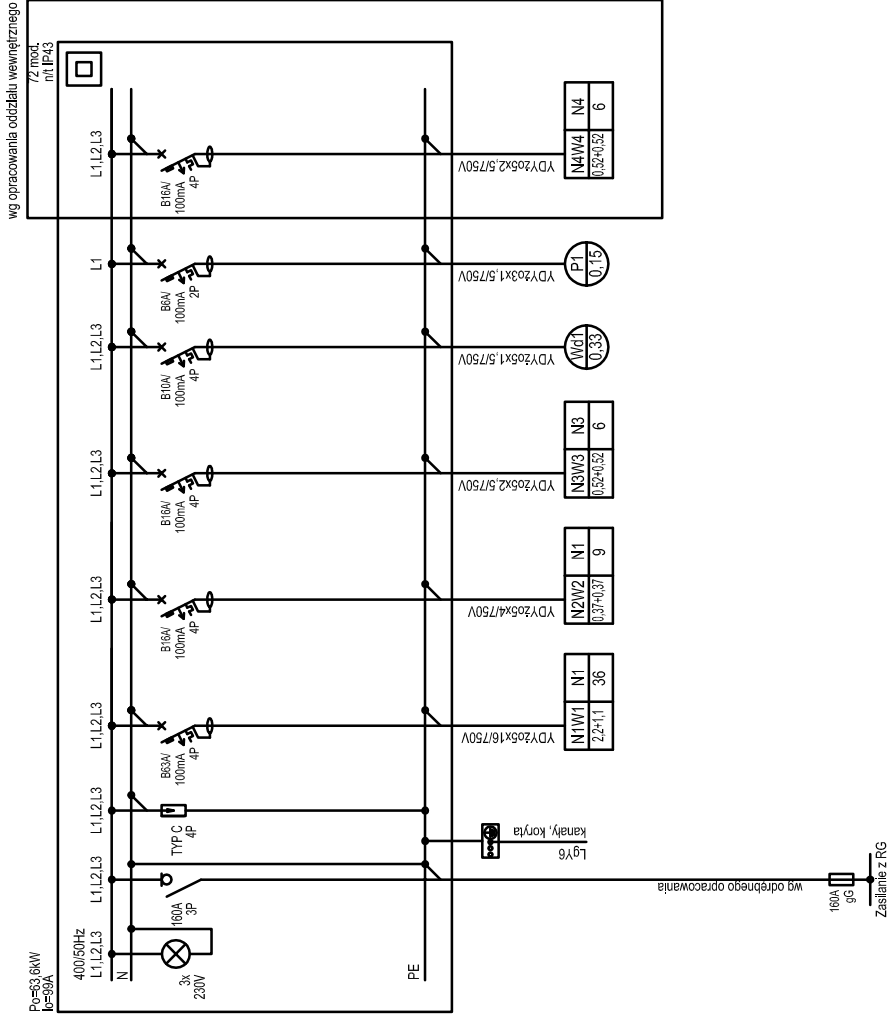 wg opracowania oddziału wewnętrznego
72 mod.
n/t IP43
L1,L2,L3
B16A/
100mA
4P
YDYżo5x2,5/750V
N4W4
0,52+0,52
N4
6
L1
B6A/
100mA
2P
YDYżo3x1,5/750V
P1
0,15
L1,L2,L3
B10A/
100mA
4P
YDYżo5x1,5/750V
Wd1
0,33
L1,L2,L3
B16A/
100mA
4P
YDYżo5x2,5/750V
N3W3
0,52+0,52
N3
6
L1,L2,L3
B16A/
100mA
4P
YDYżo5x4/750V
N2W2
0,37+0,37
N1
9
L1,L2,L3
B63A/
100mA
4P
YDYżo5x16/750V
N1W1
2,2+1,1
N1
36
L1,L2,L3
TYP C
4P
LgY6
kanały, koryta
L1,L2,L3
160A
3P
wg odrębnego opracowania
160A
gG
Zasilanie z RG
Po=63,6kW
Io=99A
400/50Hz
L1,L2,L3
N
3x
230V
PE